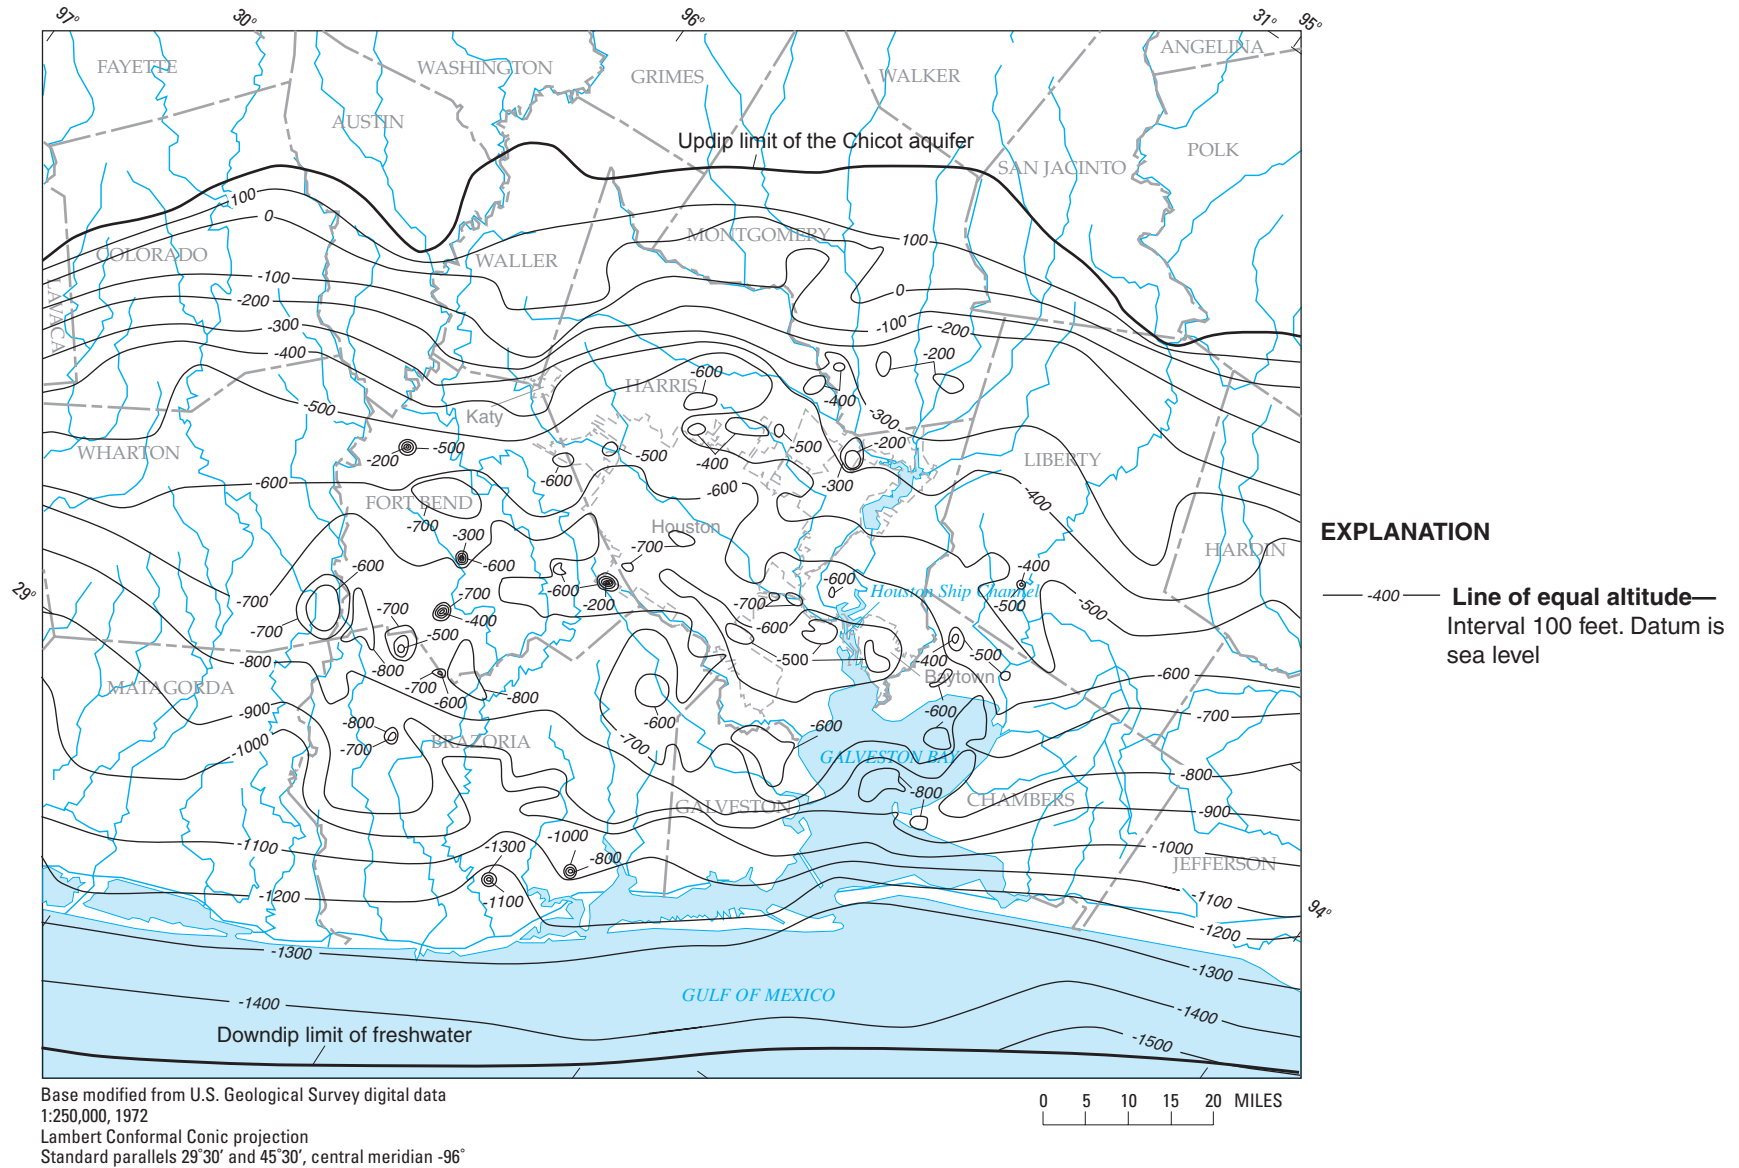 97°
30°
96°
31°
95°
ANGELINA
FAYETTE
WASHINGTON
GRIMES
WALKER
AUSTIN
Updip limit of the Chicot aquifer
POLK
SAN JACINTO
100
0
MONTGOMERY
100
COLORADO
WALLER
LAVACA
-100
0
-200
-300
-100
-200
-400
-200
-600
HARRIS
-400
-500
Katy
-300
-500
-200
-200
-500
WHARTON
-500
-400
LIBERTY
-600
-600
-300
-600
-400
FORT BEND
-700
Houston
-300
-700
HARDIN
-600
-600
-400
29°
-600
-600
Houston Ship Channel
-700
-700
-200
-700
-500
-500
-700
-400
-600
-700
-500
-500
-400
-500
-800
-800
-600
MATAGORDA
-700
-600
-800
Baytown
-900
-800
-600
-600
-600
-700
-1000
-700
BRAZORIA
-700
GALVESTON BAY
-800
-800
GALVESTON
CHAMBERS
-900
-1100
-1300
-1000
-1000
-800
JEFFERSON
-1200
-1100
-1100
94°
-1200
-1300
-1300
GULF OF MEXICO
-1400
-1400
Downdip limit of freshwater
-1500
EXPLANATION
-400
Line of equal altitude—
Interval 100 feet. Datum is
sea level
Base modified from U.S. Geological Survey digital data
1:250,000, 1972
Lambert Conformal Conic projection
Standard parallels 29°30′ and 45°30′, central meridian -96°
0 5 10 15 20 MILES